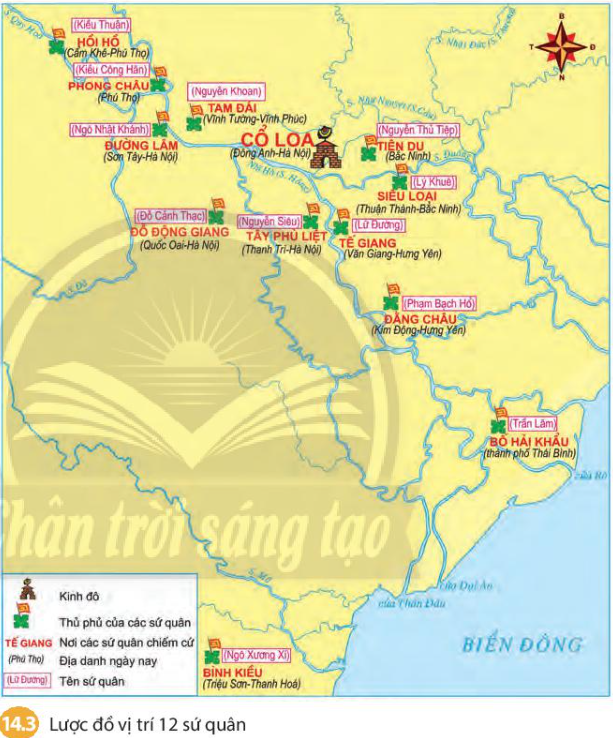 (Kiều Thuận)
HỒI HỒ
(Cẩm Khê-Phú Thọ)
(Kiều Công Hãn)
PHONG CHÂU
(Phú Thọ)
(Nguyễn Khoan)
TAM ĐÁI
(Vĩnh Tường-Vĩnh Phúc)
(Ngô Nhật Khánh)
ĐƯỜNG LÂM
(Sơn Tây-Hà Nội)
CỔ LOA
(Đông Anh-Hà Nội)
(Nguyễn Thủ Tiệp)
TIÊN DU
(Bắc Ninh)
S. Đuống
(Lý Khuê)
SIÊU LOẠI
(Thuận Thành-Bắc Ninh)
(Đỗ Cảnh Thạc)
ĐỖ ĐỘNG GIANG
(Quốc Oai-Hà Nội)
(Nguyễn Siêu)
TÂY PHÙ LIỆT
(Thanh Trì-Hà Nội)
(Lữ Đường)
TẾ GIANG
(Văn Giang-Hưng Yên)
S. Đà
(Phạm Bạch Hổ)
ĐẰNG CHÂU
(Kim Động-Hưng Yên)
(Trần Lãm)
BỐ HẢI KHẨU
(thành phố Thái Bình)
Chân trời sáng tạo
S. Mã
cửa Đại An
BIỂN ĐÔNG
(Ngô Xương Xí)
BÌNH KIỀU
(Triệu Sơn-Thanh Hoá)
B
T
Đ
N
Kinh đô
Thủ phủ của các sứ quân
TẾ GIANG Nơi các sứ quân chiếm cứ
(Phú Thọ) Địa danh ngày nay
(Lữ Đường) Tên sứ quân
14.3 Lược đồ vị trí 12 sứ quân